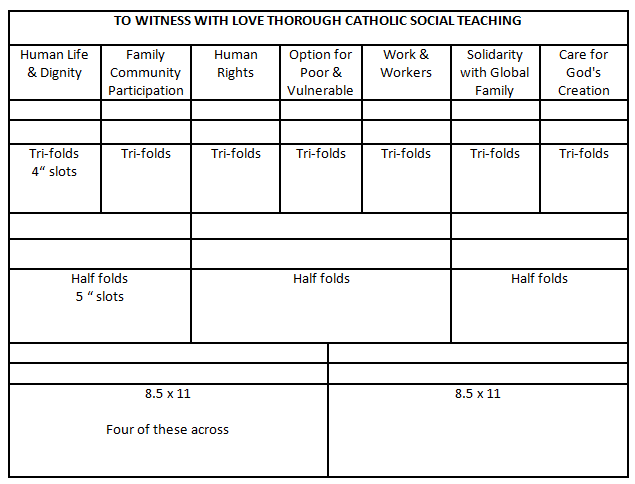 TO WITNESS WITH LOVE THOROUGH CATHOLIC SOCIAL TEACHING
Human Life
& Dignity
Family
Community
Participation
Human
Rights
Option for
Poor &
Vulnerable
Work &
Workers
Solidarity
with Global
Family
Care for
God's
Creation
Tri-folds
4“ slots
Tri-folds
Tri-folds
Tri-folds
Tri-folds
Tri-folds
Tri-folds
Half folds
5 “ slots
Half folds
Half folds
8.5 x 11
Four of these across
8.5 x 11